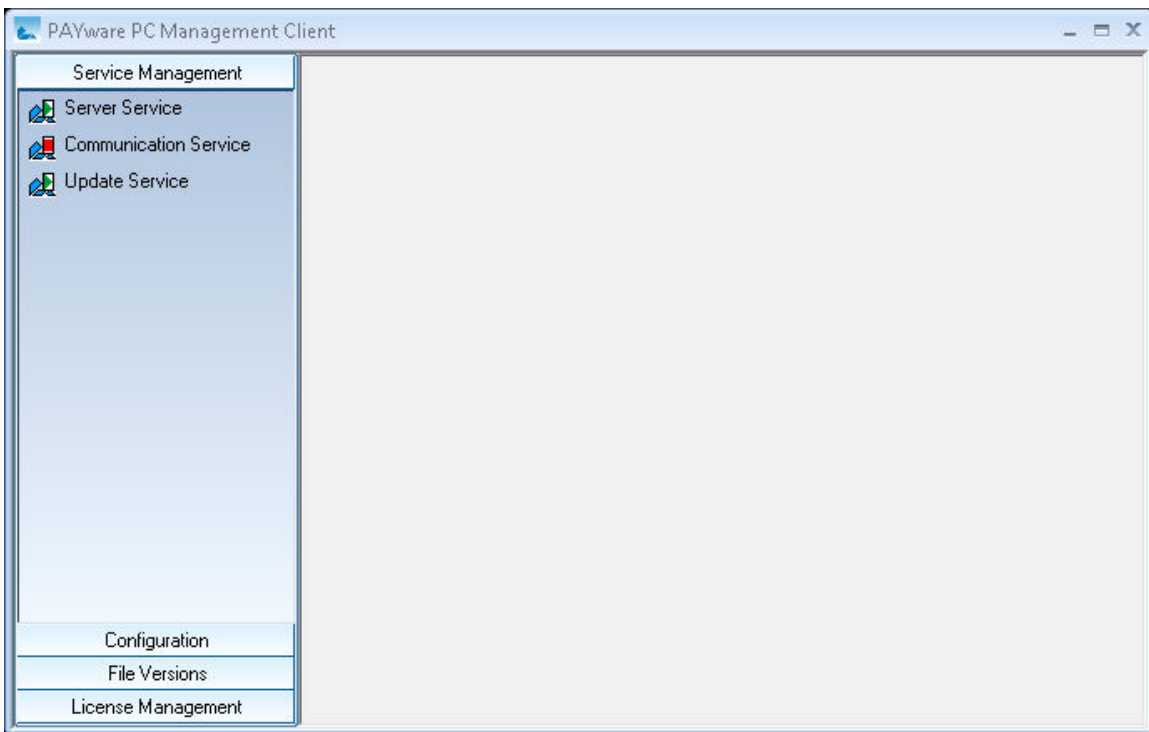 PAYware PC Management Client
Service Management
Server Service
Communication Service
Update Service
Configuration
File Versions
License Management